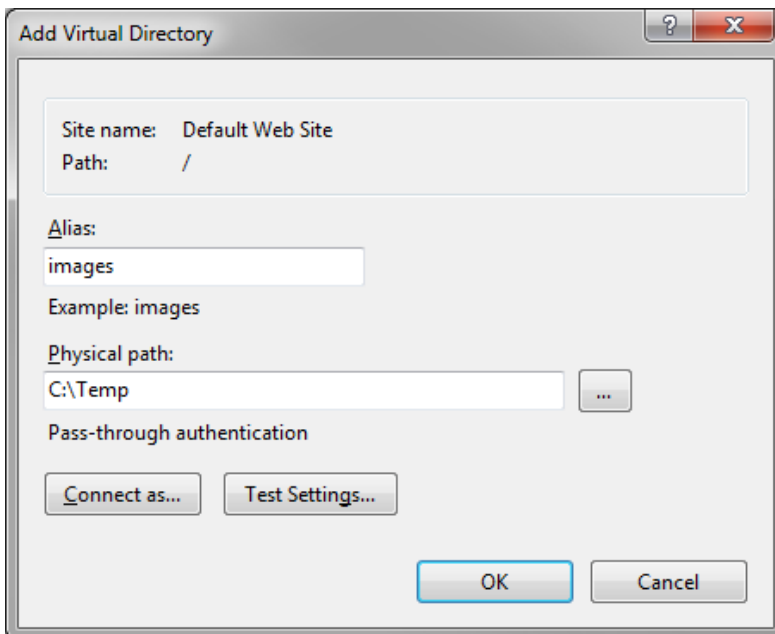 Add Virtual Directory
?
Site name: Default Web Site
Path: /
Alias:
images
Example: images
Physical path:
C:\Temp
...
Pass-through authentication
Connect as... Test Settings...
OK Cancel